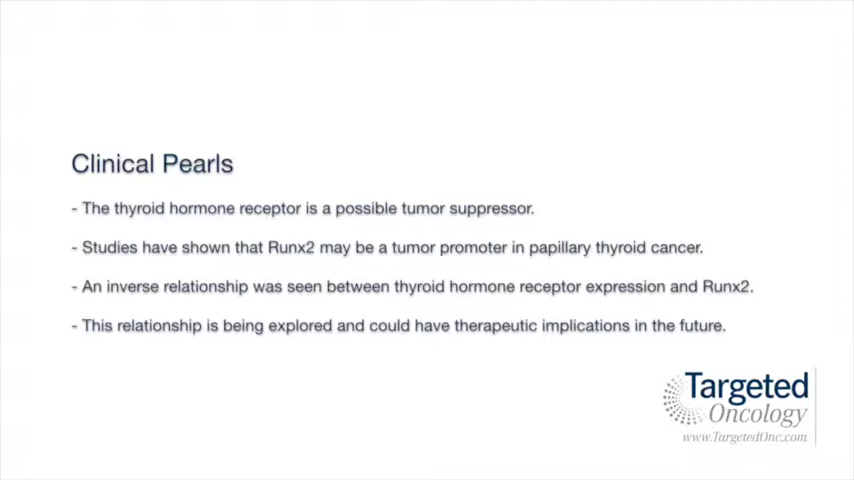 Clinical Pearls
- The thyroid hormone receptor is a possible tumor suppressor.
- Studies have shown that Runx2 may be a tumor promoter in papillary thyroid cancer.
- An inverse relationship was seen between thyroid hormone receptor expression and Runx2.
- This relationship is being explored and could have therapeutic implications in the future.
Targeted
Oncology
www.TargetedOnc.com